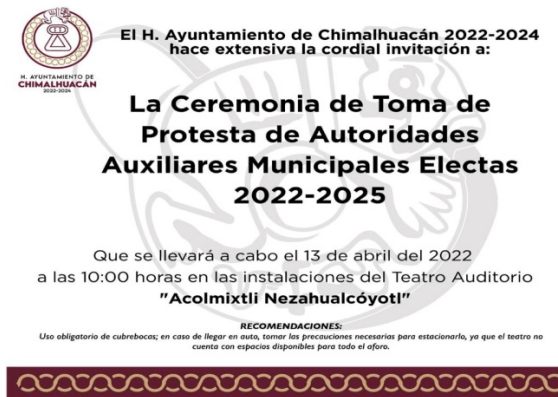 El H. Ayuntamiento de Chimalhuacán 2022-2024
hace extensiva la cordial invitación a:
H. AYUNTAMIENTO DE
CHIMALHUACÁN
2022-2024
La Ceremonia de Toma de
Protesta de Autoridades
Auxiliares Municipales Electas
2022-2025
Que se llevará a cabo el 13 de abril del 2022
a las 10:00 horas en las instalaciones del Teatro Auditorio
"Acolmixtli Nezahualcóyotl"
RECOMENDACIONES:
Uso obligatorio de cubrebocas; en caso de llegar en auto, tomar las precauciones necesarias para estacionarlo, ya que el teatro no
cuenta con espacios disponibles para todo el aforo.